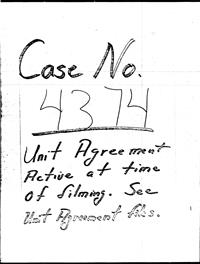 Case No.
4374
Unit Agreement
Active at time
of filming. See
Unit Agreement files.